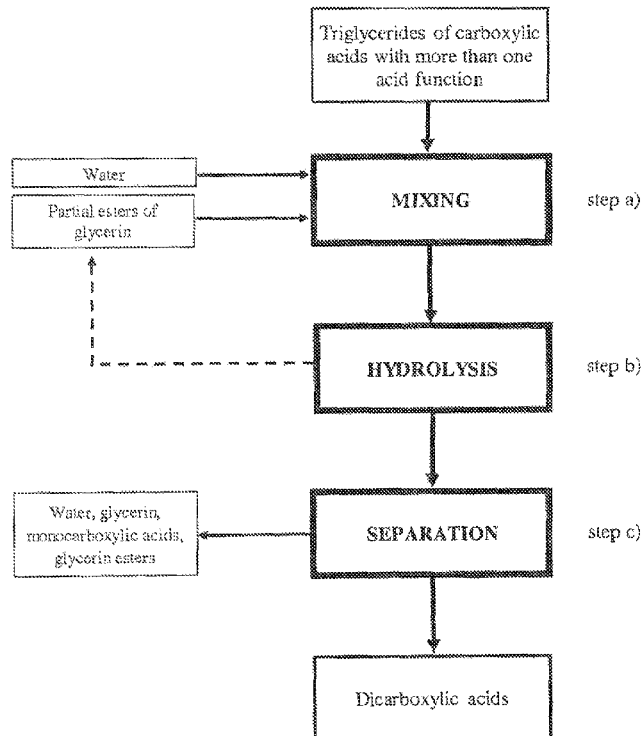 Triglycerides of carboxylic
acids with more than one
acid function
Water
Partial esters of
glycerin
MIXING
step a)
HYDROLYSIS
step b)
Water, glycerin,
monocarboxylic acids,
glycerin esters
SEPARATION
step c)
Dicarboxylic acids